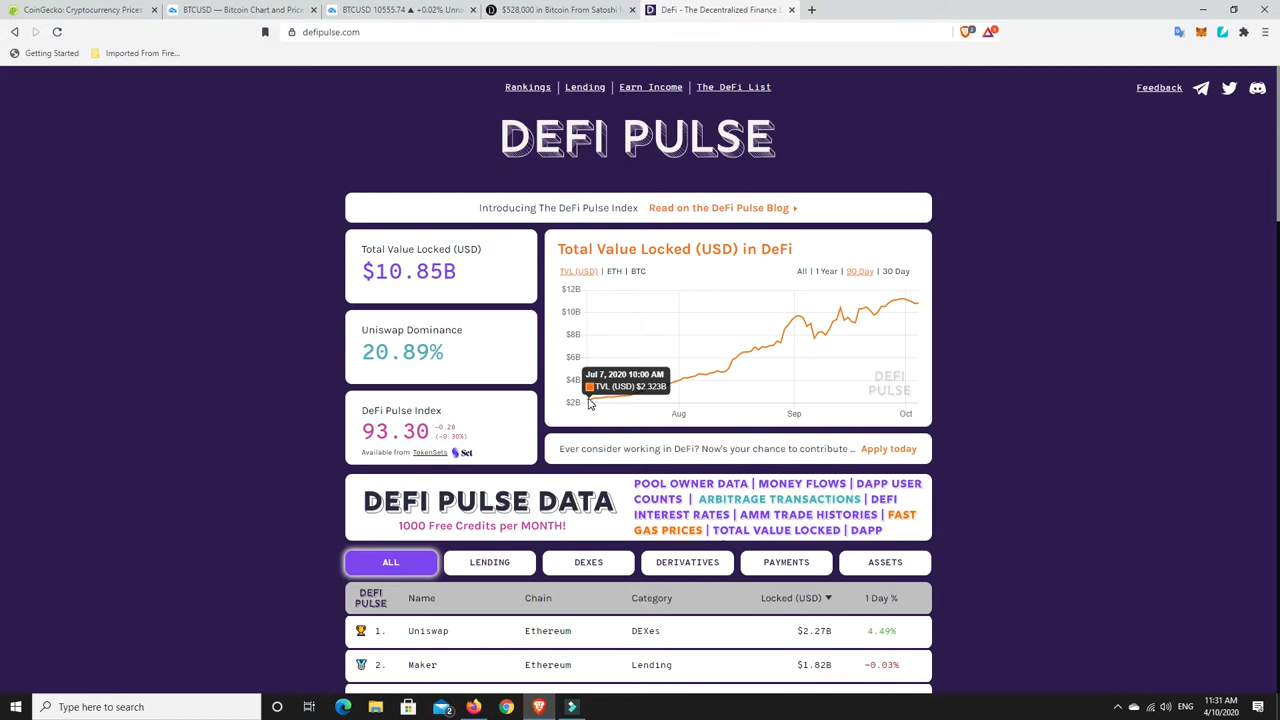 CoinGecko: Cryptocurrency Prices
BTCUSD — Bitcoin Chart and Price
BTCUSD 10555.74 ▲ +0.02% Unna
$528,000 in Bitcoin From Satoshi
DeFi - The Decentralized Finance L
defipulse.com
Getting Started
Imported From Fire...
Rankings | Lending | Earn Income | The DeFi List
Feedback
DEFI PULSE
Introducing The DeFi Pulse Index Read on the DeFi Pulse Blog
Total Value Locked (USD)
$10.85B
Uniswap Dominance
20.89%
DeFi Pulse Index
93.30
-0.28
(-0.30%)
Available from TokenSets Set
Total Value Locked (USD) in DeFi
TVL (USD) | ETH | BTC
All | 1 Year | 90 Day | 30 Day
$12B
$10B
$8B
$6B
$4B
$2B
Jul 7, 2020 10:00 AM
TVL (USD) $2.323B
DEFI
PULSE
Aug Sep Oct
Ever consider working in DeFi? Now's your chance to contribute ... Apply today
DEFI PULSE DATA
1000 Free Credits per MONTH!
POOL OWNER DATA | MONEY FLOWS | DAPP USER
COUNTS | ARBITRAGE TRANSACTIONS | DEFI
INTEREST RATES | AMM TRADE HISTORIES | FAST
GAS PRICES | TOTAL VALUE LOCKED | DAPP
ALL LENDING DEXES DERIVATIVES PAYMENTS ASSETS
DEFI
PULSE
Name Chain Category Locked (USD) ▼ 1 Day %
1. Uniswap Ethereum DEXes $2.27B 4.49%
2. Maker Ethereum Lending $1.82B -0.03%
Type here to search
2
ENG
11:31 AM
4/10/2020